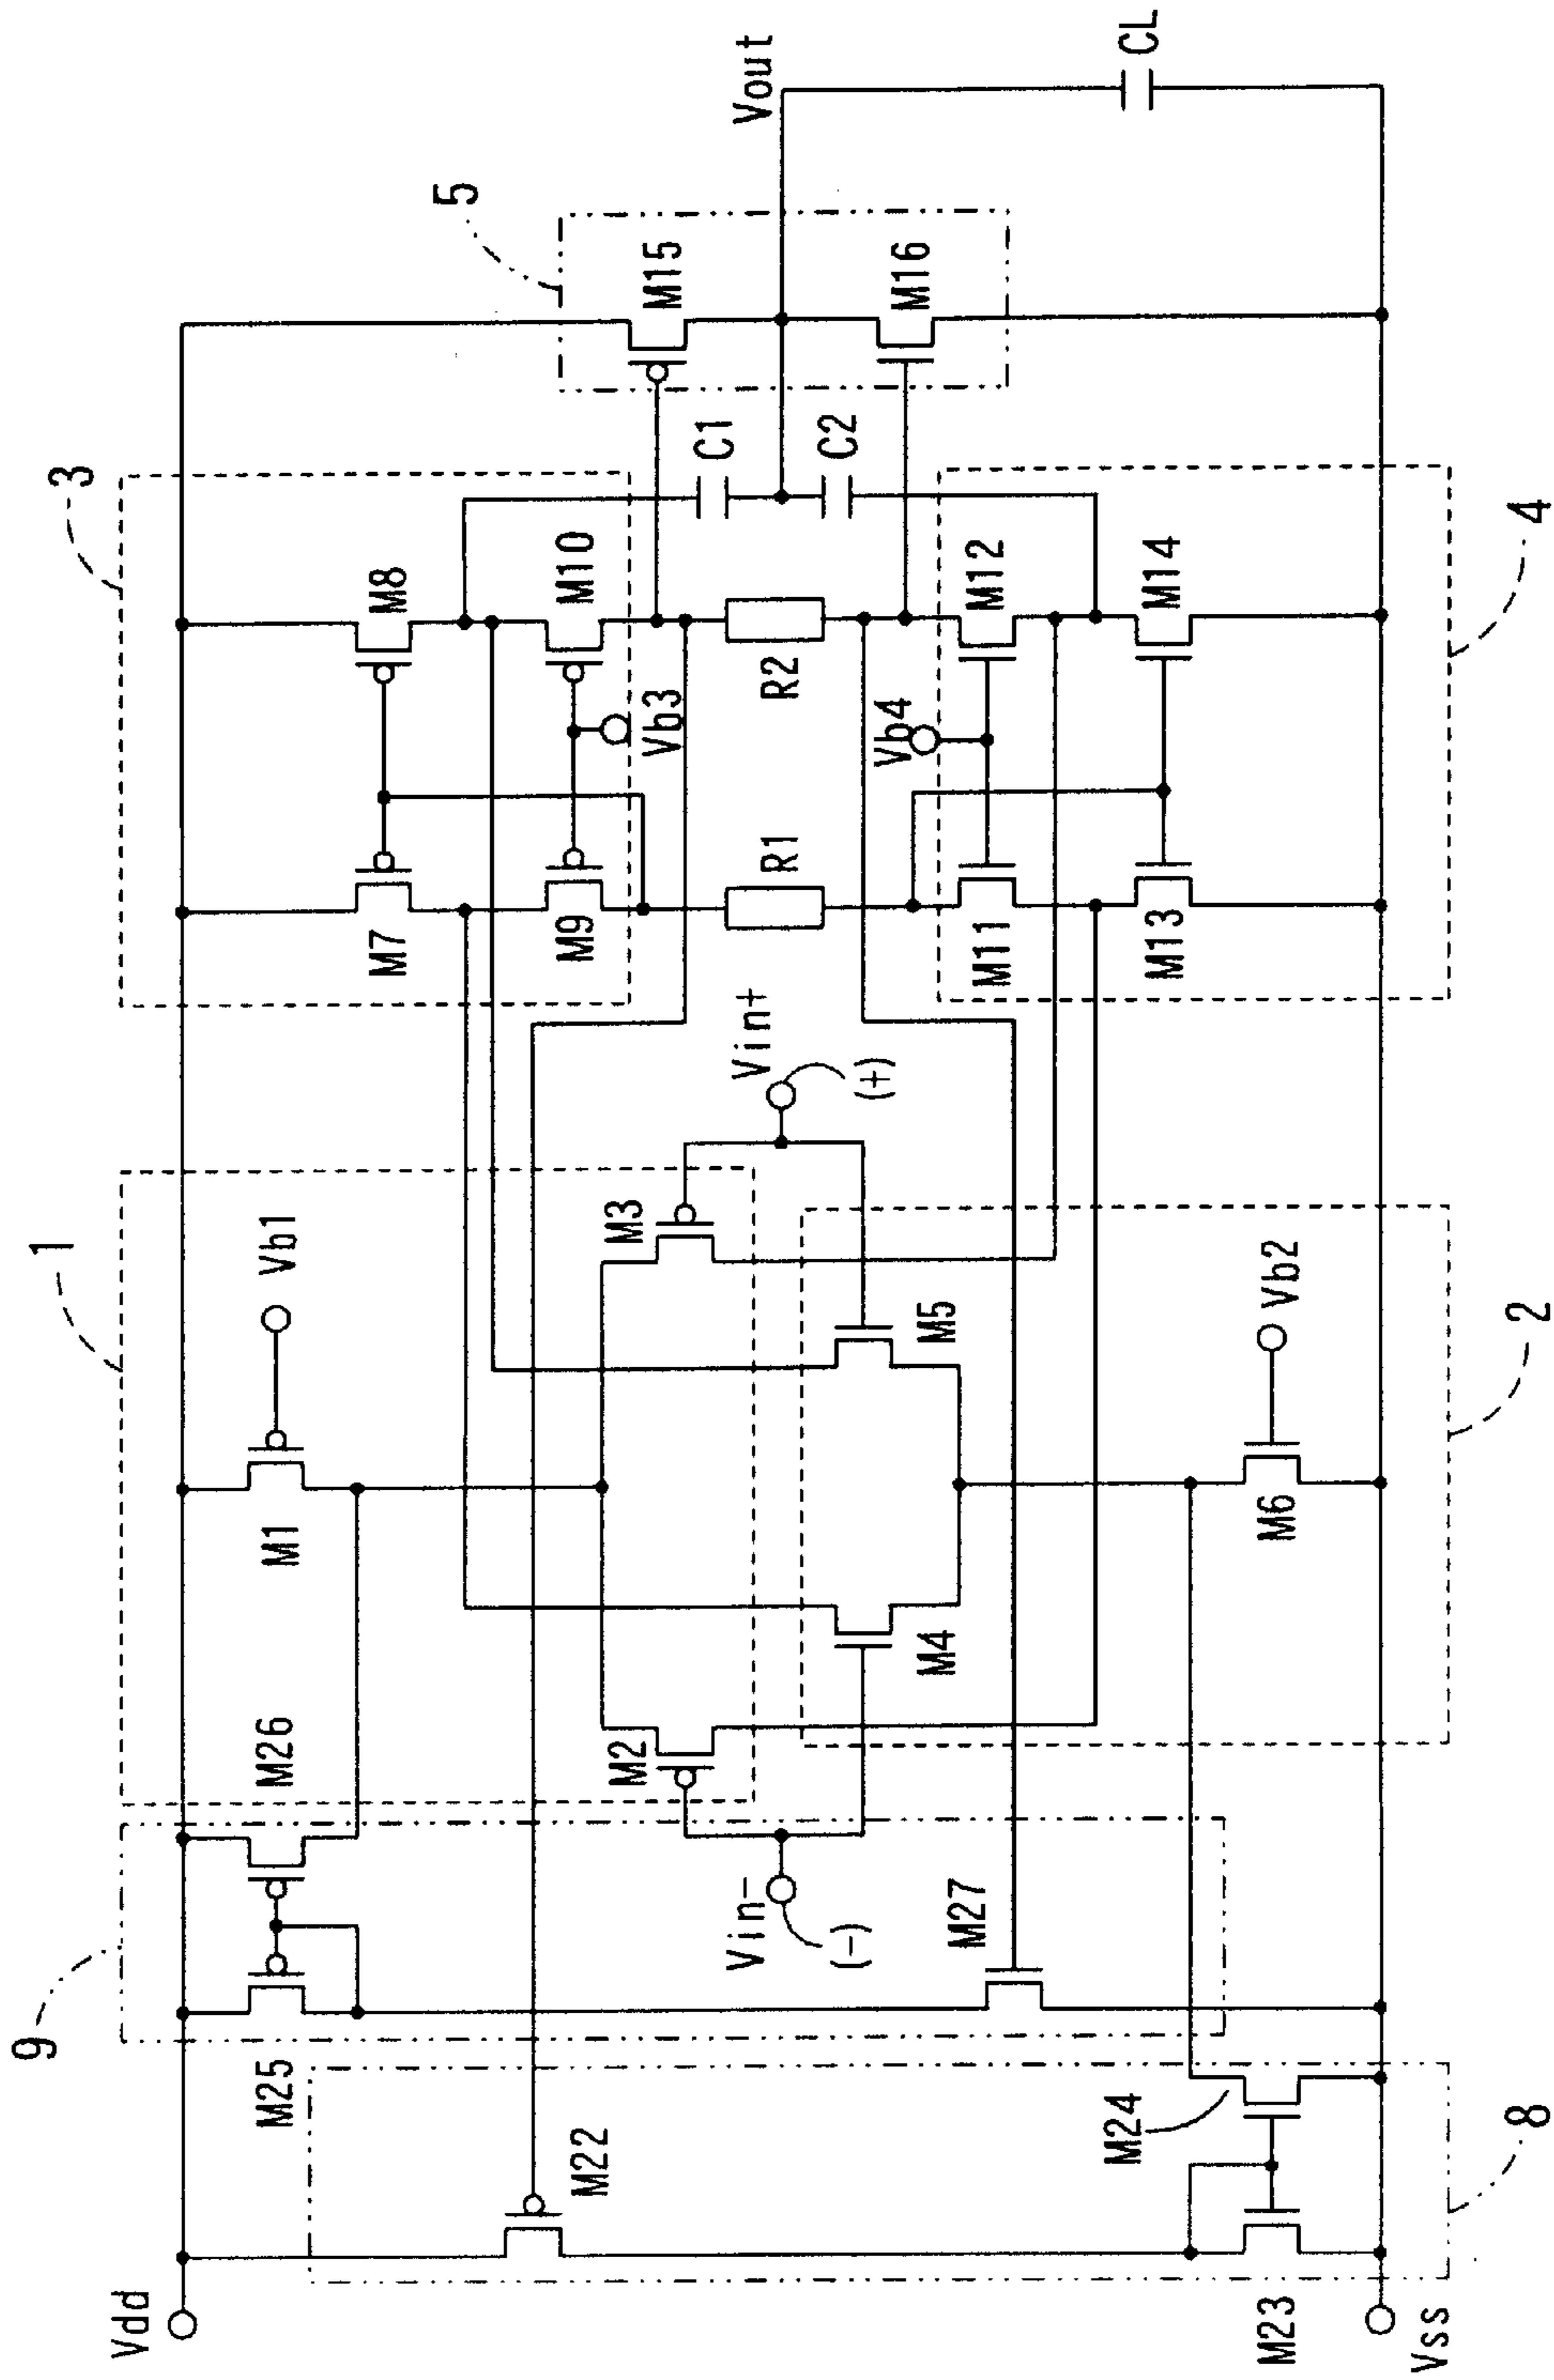 Vdd
Vss
M23
M22
M24
8
9
M25
M26
M27
Vin-
(-)
1
M1
Vb1
M2
M3
M4
M5
M6
Vb2
2
Vin+
(+)
3
M7
M8
M9
M10
Vb3
R1
R2
Vb4
M11
M12
M13
M14
4
C1
C2
5
M15
M16
Vout
CL